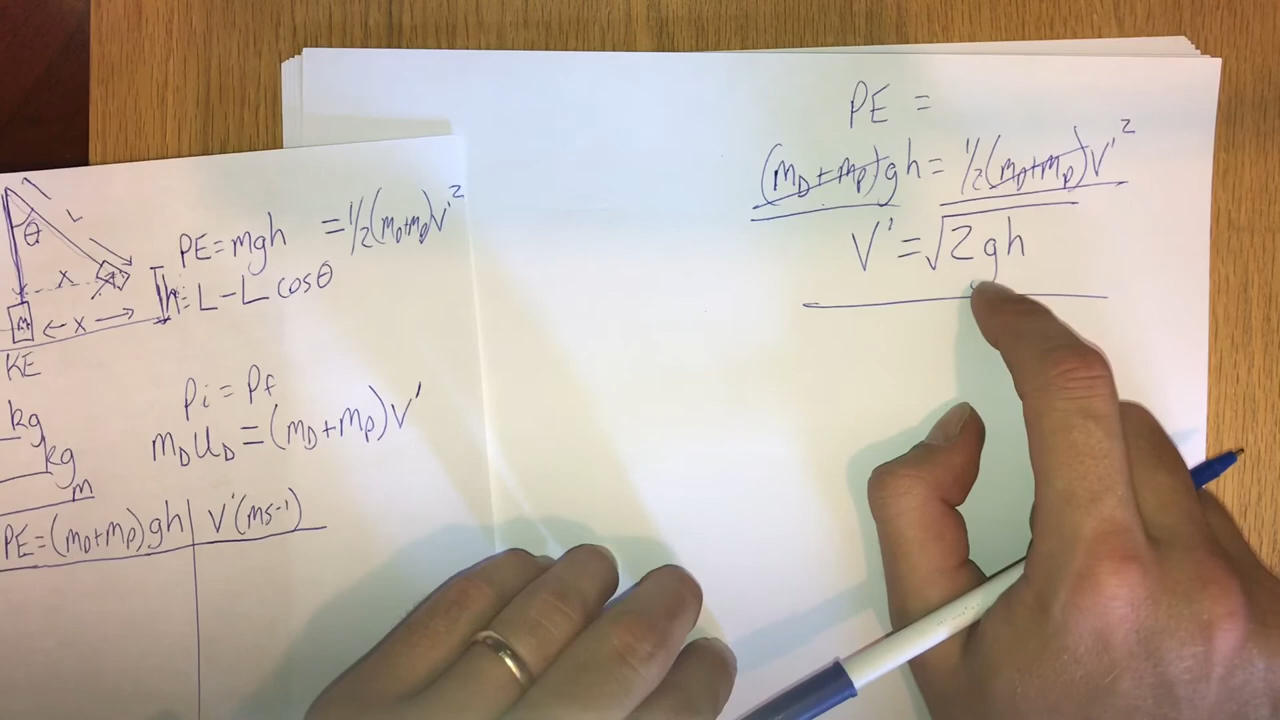 θ
L
x
PE = mgh = 1/2(mD+mp)v'²
h = L - L cosθ
← x →
KE
Pi = Pf
kg
mDuD = (mD+mp)v'
kg
m
PE = (mD+mp)gh | v'(ms-1)
PE =
(mD+mp)gh = 1/2(mD+mp)v'²
v' = √2gh